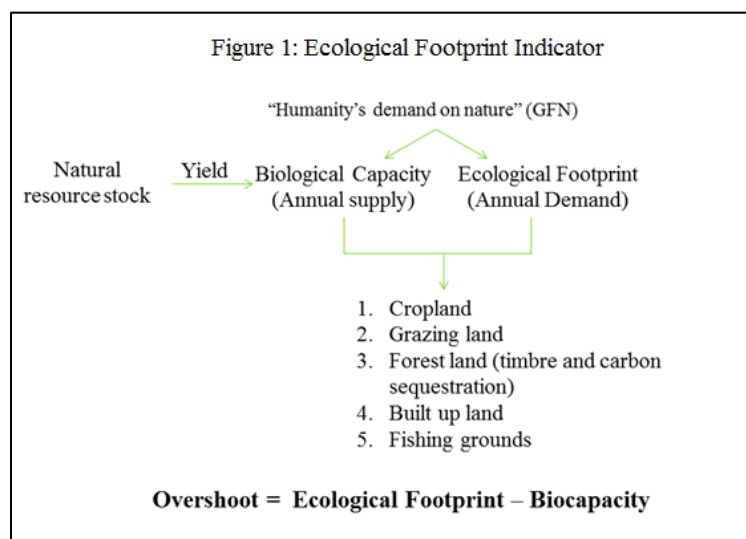 Figure 1: Ecological Footprint Indicator
“Humanity’s demand on nature” (GFN)
Natural
resource stock
Yield
Biological Capacity
(Annual supply)
Ecological Footprint
(Annual Demand)
1. Cropland
2. Grazing land
3. Forest land (timbre and carbon
sequestration)
4. Built up land
5. Fishing grounds
Overshoot = Ecological Footprint – Biocapacity